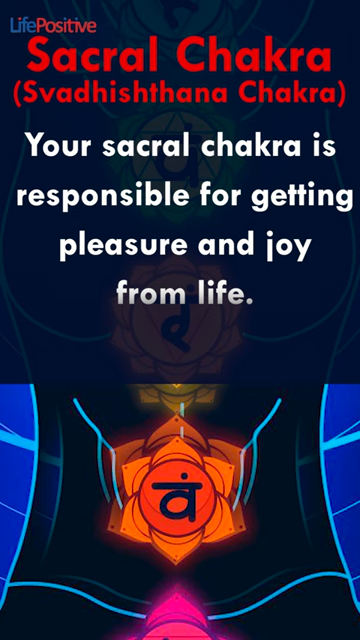 LifePositive
Sacral Chakra
(Svadhishthana Chakra)
Your sacral chakra is
responsible for getting
pleasure and joy
from life.
वं